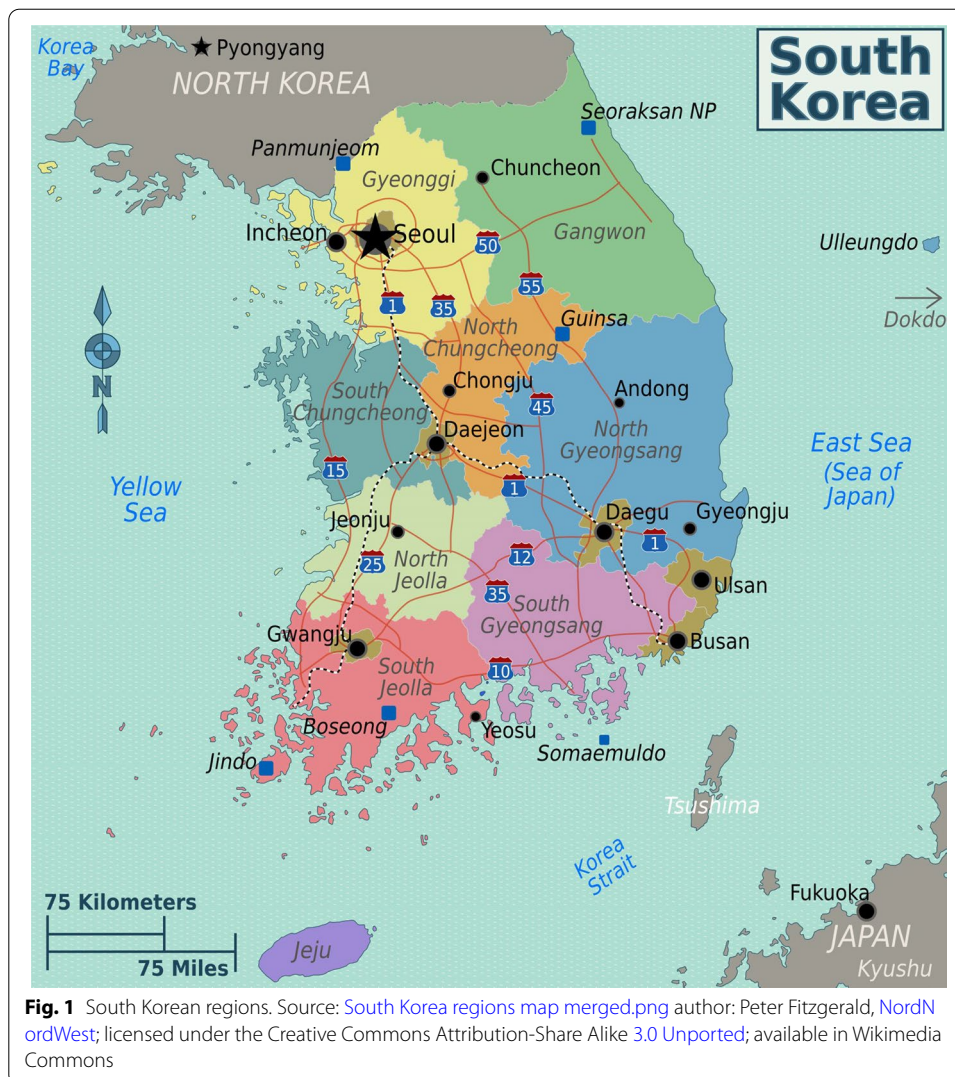 Korea
Bay
Pyongyang
NORTH KOREA
South
Korea
Seoraksan NP
Panmunjeom
Gyeonggi
Chuncheon
Incheon
Seoul
50
Gangwon
Ulleungdo
55
1
35
Dokdo
North
Chungcheong
Guinsa
N
South
Chungcheong
Chongju
45
Andong
Daejeon
North
Gyeongsang
East Sea
(Sea of
Japan)
15
Yellow
Sea
1
Jeonju
Daegu
Gyeongju
1
25
North
Jeolla
12
35
Ulsan
South
Gyeongsang
Gwangju
Busan
South
Jeolla
10
Boseong
Yeosu
Jindo
Somaemuldo
Tsushima
Korea
Strait
75 Kilometers
75 Miles
Jeju
Fukuoka
JAPAN
Kyushu
Fig. 1 South Korean regions. Source: South Korea regions map merged.png author: Peter Fitzgerald, NordN
ordWest; licensed under the Creative Commons Attribution-Share Alike 3.0 Unported; available in Wikimedia
Commons